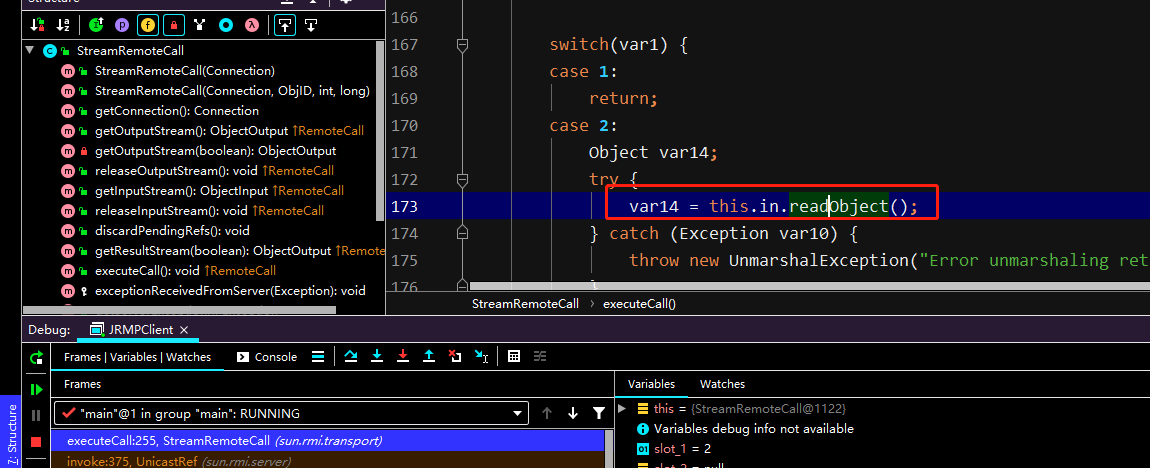 Structure
StreamRemoteCall
StreamRemoteCall(Connection)
StreamRemoteCall(Connection, ObjID, int, long)
getConnection(): Connection
getOutputStream(): ObjectOutput ↑RemoteCall
getOutputStream(boolean): ObjectOutput
releaseOutputStream(): void ↑RemoteCall
getInputStream(): ObjectInput ↑RemoteCall
releaseInputStream(): void ↑RemoteCall
discardPendingRefs(): void
getResultStream(boolean): ObjectOutput ↑Remote
executeCall(): void ↑RemoteCall
exceptionReceivedFromServer(Exception): void
166
167 switch(var1) {
168 case 1:
169 return;
170 case 2:
171 Object var14;
172 try {
173 var14 = this.in.readObject();
174 } catch (Exception var10) {
175 throw new UnmarshalException("Error unmarshaling ret
176 }
StreamRemoteCall › executeCall()
Debug: JRMPClient ×
Frames | Variables | Watches Console
Frames
"main"@1 in group "main": RUNNING
executeCall:255, StreamRemoteCall (sun.rmi.transport)
invoke:375, UnicastRef (sun.rmi.server)
Variables Watches
this = {StreamRemoteCall@1122}
Variables debug info not available
slot_1 = 2
slot_2 = null
7: Structure